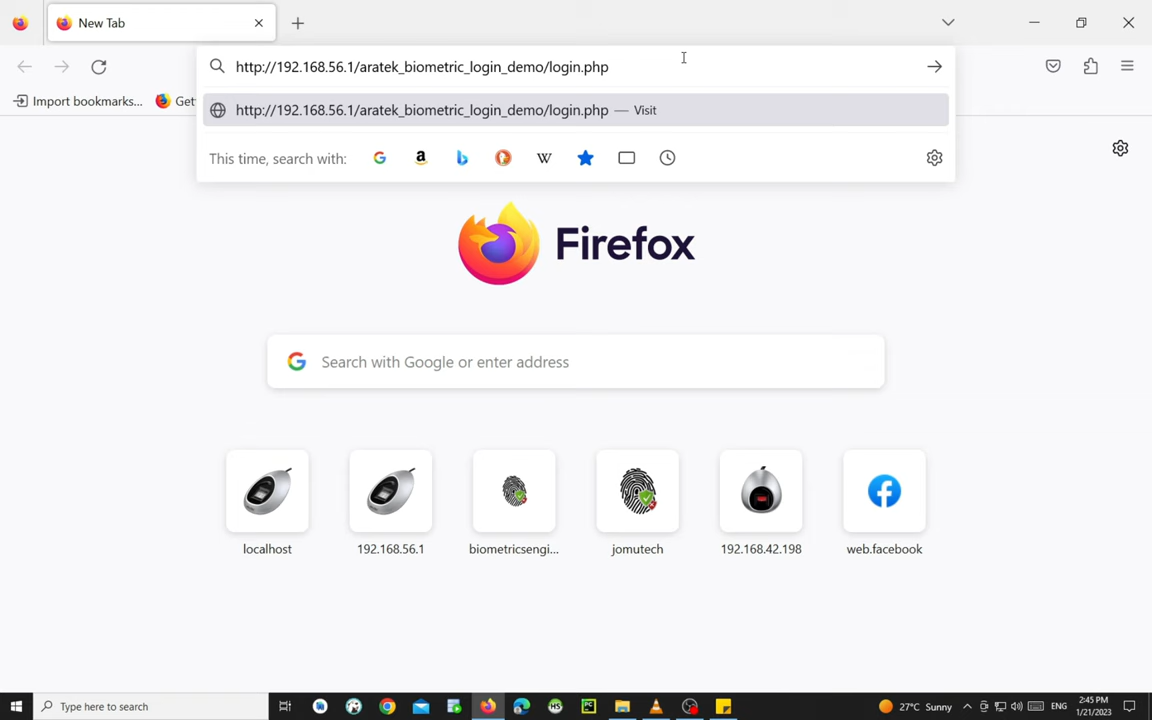 New Tab
http://192.168.56.1/aratek_biometric_login_demo/login.php
Import bookmarks... Get
http://192.168.56.1/aratek_biometric_login_demo/login.php — Visit
This time, search with:
Firefox
Search with Google or enter address
localhost 192.168.56.1 biometricsengi... jomutech 192.168.42.198 web.facebook
Type here to search 27°C Sunny ENG 2:45 PM
1/21/2023